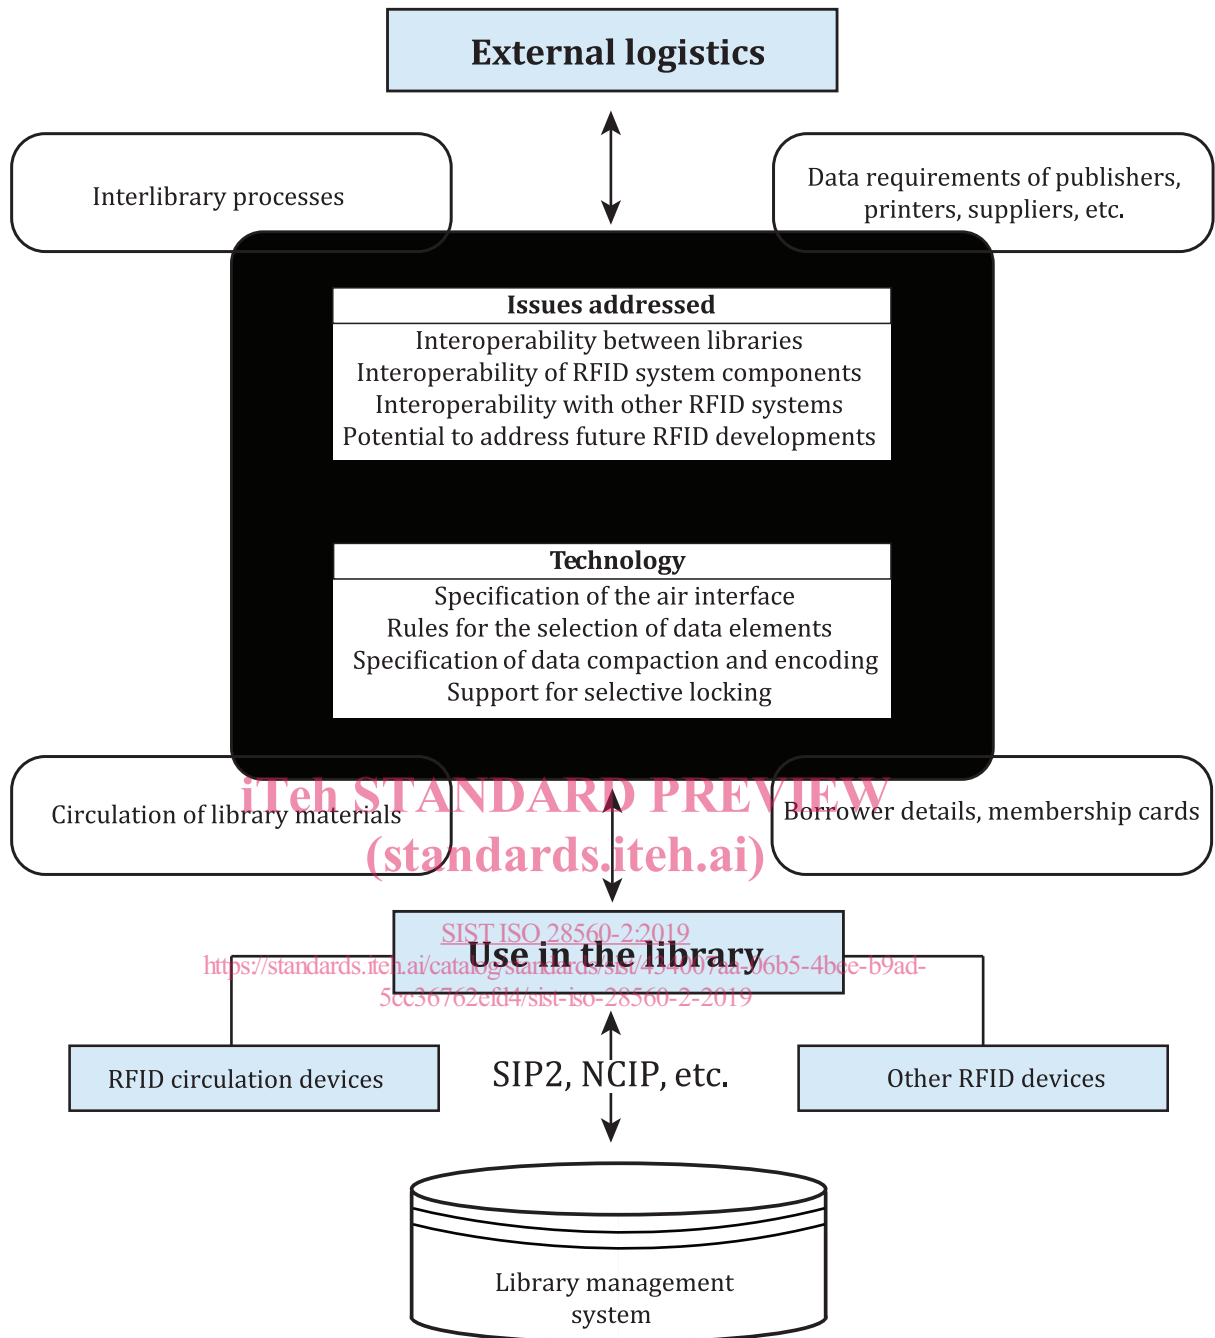 External logistics
Interlibrary processes
Data requirements of publishers,
printers, suppliers, etc.
Issues addressed
Interoperability between libraries
Interoperability of RFID system components
Interoperability with other RFID systems
Potential to address future RFID developments
Technology
Specification of the air interface
Rules for the selection of data elements
Specification of data compaction and encoding
Support for selective locking
iTeh STANDARD PREVIEW
Circulation of library materials
Borrower details, membership cards
(standards.iteh.ai)
SIST ISO 28560-2:2019
Use in the library
https://standards.iteh.ai/catalog/standards/sist/434007aa-06b5-4bce-b9ad-
5cc36762efd4/sist-iso-28560-2-2019
RFID circulation devices
SIP2, NCIP, etc.
Other RFID devices
Library management
system